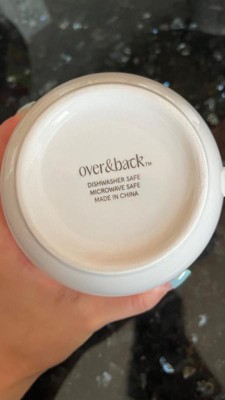 over&back™
DISHWASHER SAFE
MICROWAVE SAFE
MADE IN CHINA